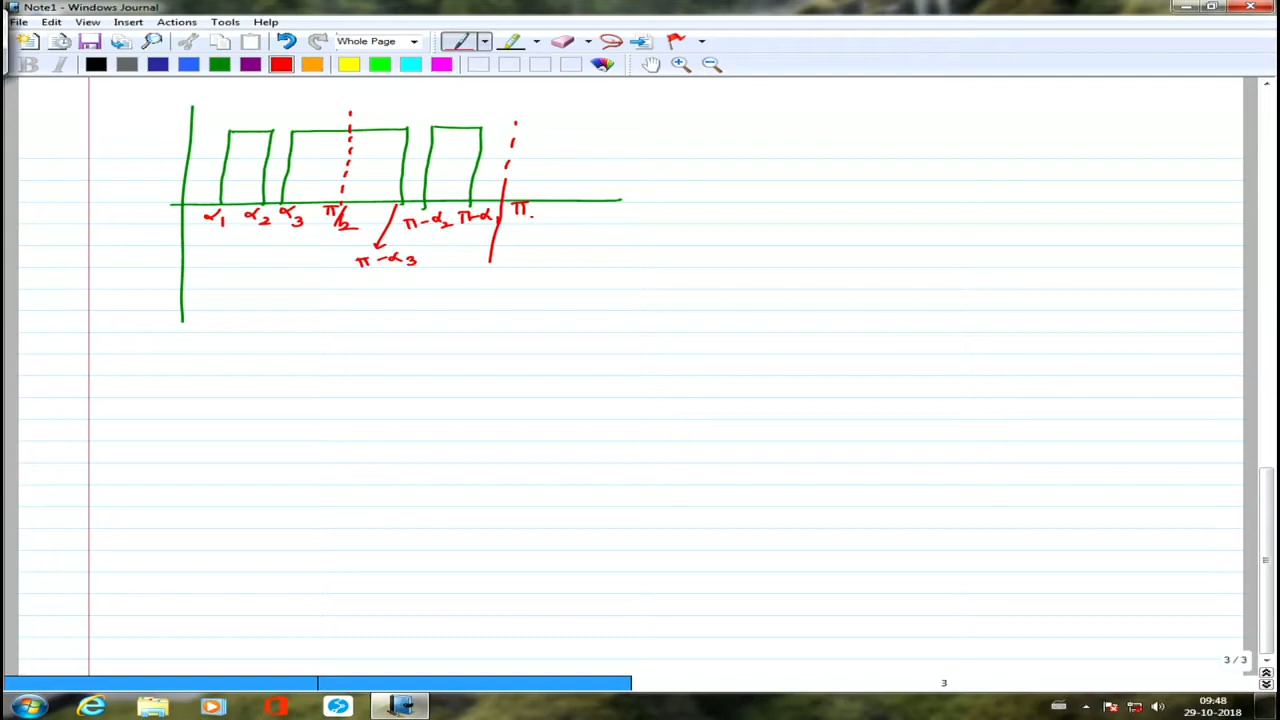 Note1 - Windows Journal
File Edit View Insert Actions Tools Help
Whole Page
B I
α1 α2 α3 π/2 π-α2 π-α1 π.
π-α3
3 / 3
3
09:48
29-10-2018